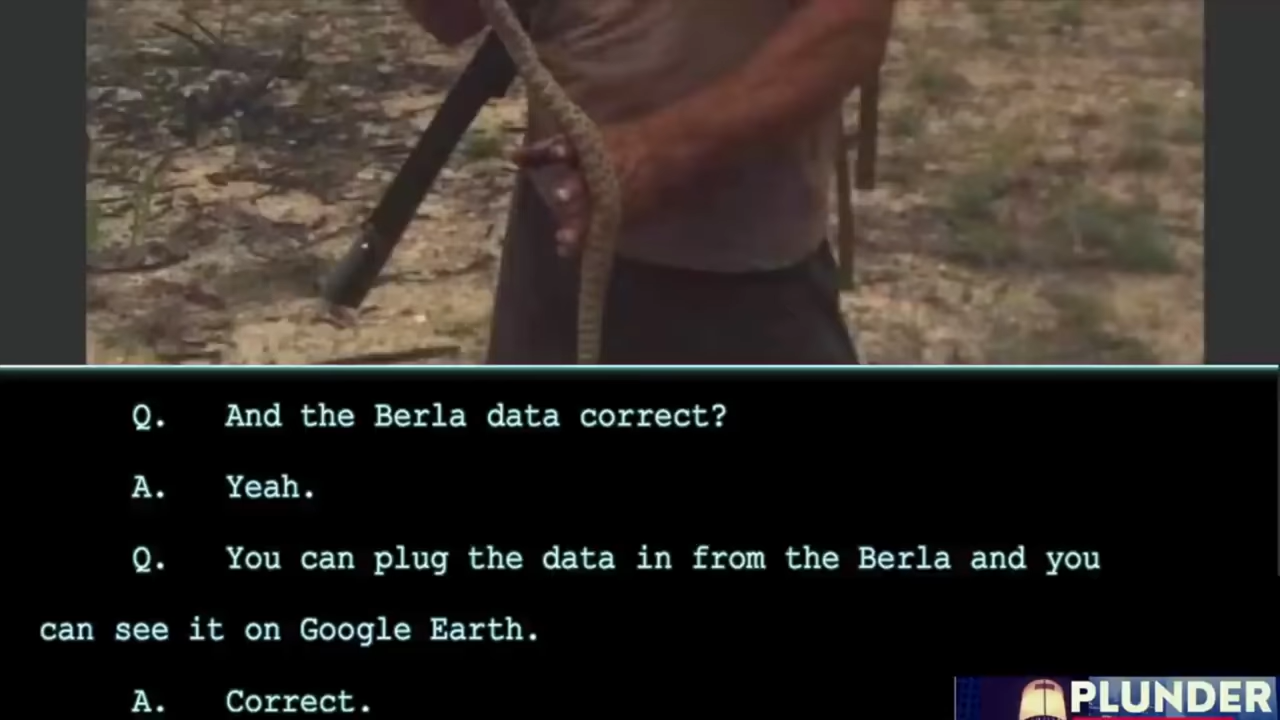 Q. And the Berla data correct?
A. Yeah.
Q. You can plug the data in from the Berla and you
can see it on Google Earth.
A. Correct.
PLUNDER